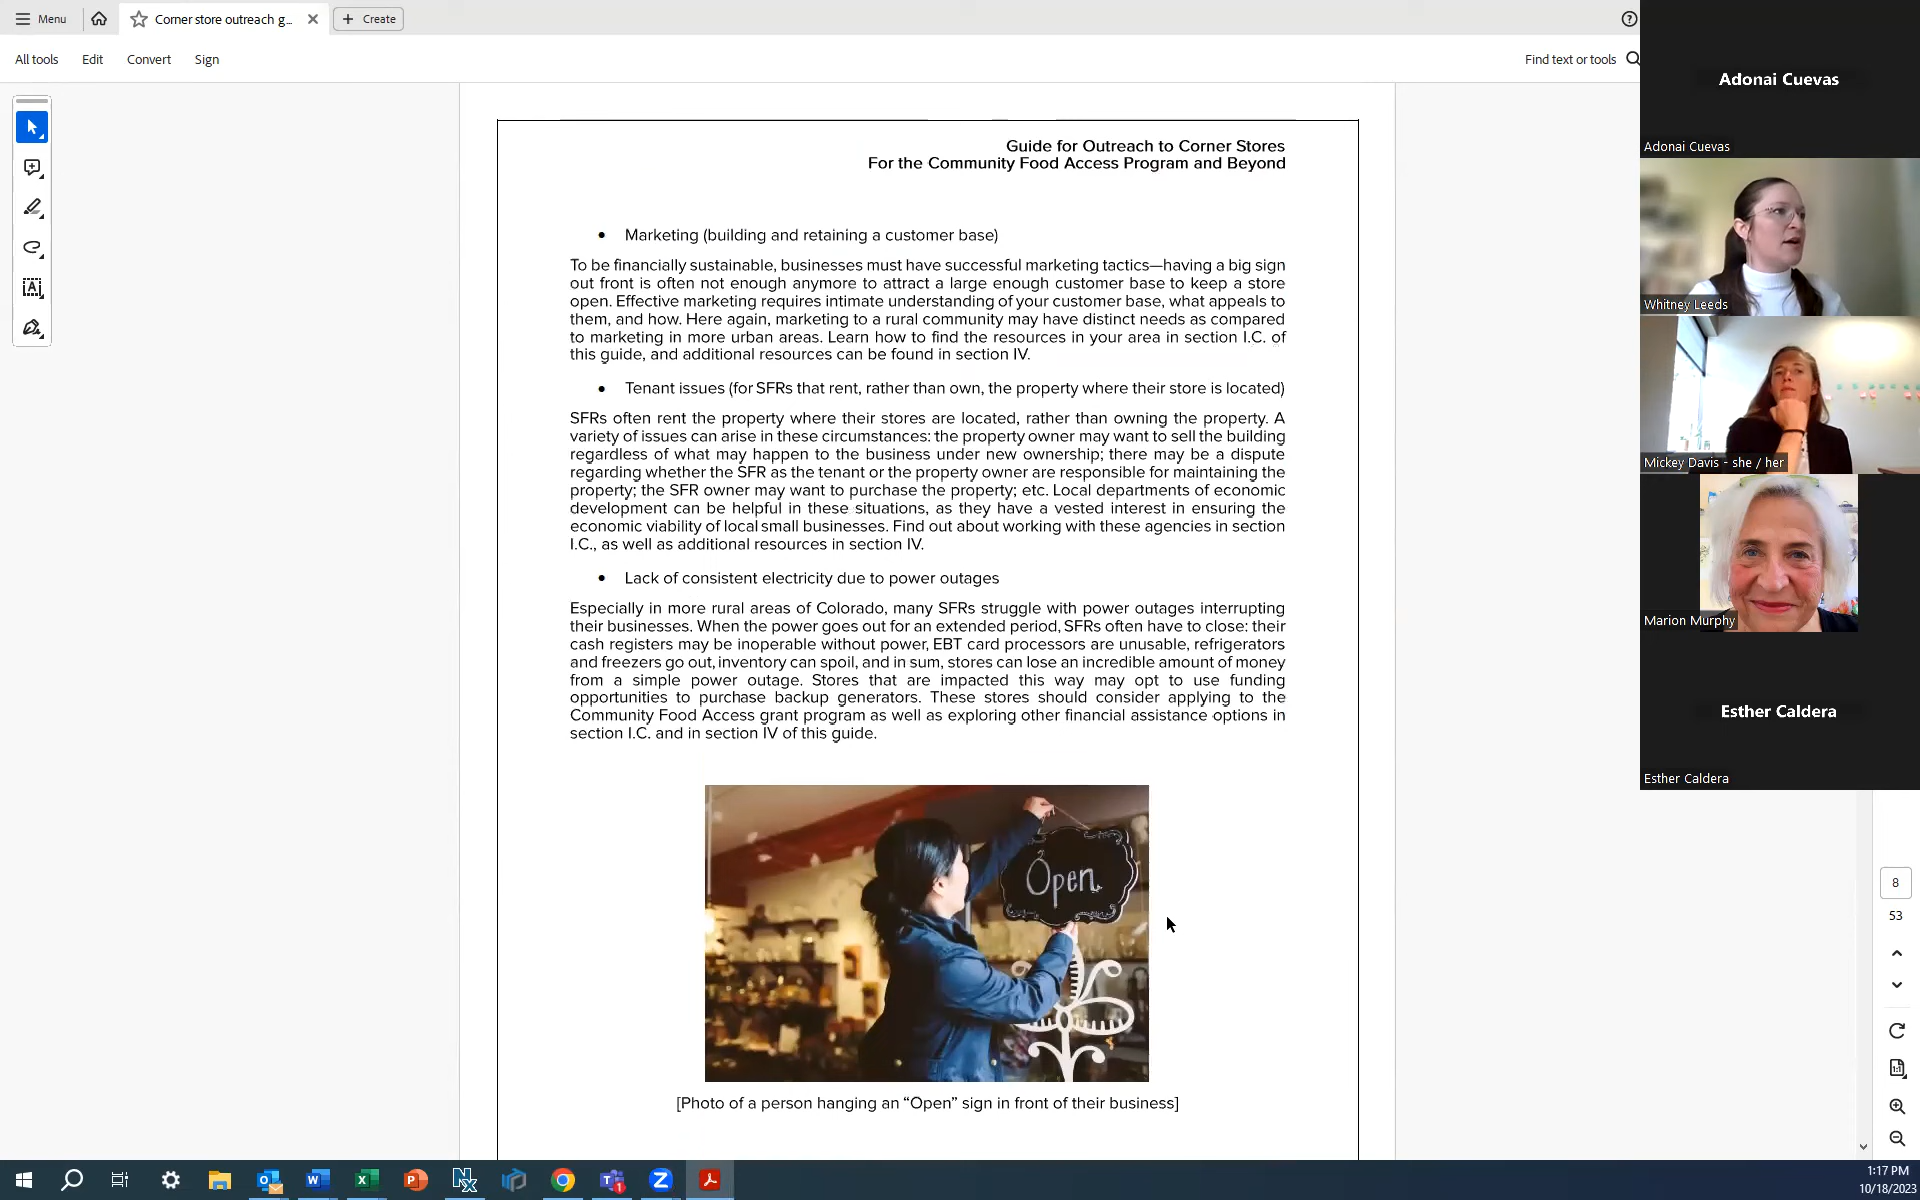 Menu
Corner store outreach g...
Create
All tools
Edit
Convert
Sign
Find text or tools
Guide for Outreach to Corner Stores
For the Community Food Access Program and Beyond
• Marketing (building and retaining a customer base)
To be financially sustainable, businesses must have successful marketing tactics—having a big sign
out front is often not enough anymore to attract a large enough customer base to keep a store
open. Effective marketing requires intimate understanding of your customer base, what appeals to
them, and how. Here again, marketing to a rural community may have distinct needs as compared
to marketing in more urban areas. Learn how to find the resources in your area in section I.C. of
this guide, and additional resources can be found in section IV.
• Tenant issues (for SFRs that rent, rather than own, the property where their store is located)
SFRs often rent the property where their stores are located, rather than owning the property. A
variety of issues can arise in these circumstances: the property owner may want to sell the building
regardless of what may happen to the business under new ownership; there may be a dispute
regarding whether the SFR as the tenant or the property owner are responsible for maintaining the
property; the SFR owner may want to purchase the property; etc. Local departments of economic
development can be helpful in these situations, as they have a vested interest in ensuring the
economic viability of local small businesses. Find out about working with these agencies in section
I.C., as well as additional resources in section IV.
• Lack of consistent electricity due to power outages
Especially in more rural areas of Colorado, many SFRs struggle with power outages interrupting
their businesses. When the power goes out for an extended period, SFRs often have to close: their
cash registers may be inoperable without power, EBT card processors are unusable, refrigerators
and freezers go out, inventory can spoil, and in sum, stores can lose an incredible amount of money
from a simple power outage. Stores that are impacted this way may opt to use funding
opportunities to purchase backup generators. These stores should consider applying to the
Community Food Access grant program as well as exploring other financial assistance options in
section I.C. and in section IV of this guide.
Open
[Photo of a person hanging an “Open” sign in front of their business]
Adonai Cuevas
Adonai Cuevas
Whitney Leeds
Mickey Davis - she / her
Marion Murphy
Esther Caldera
Esther Caldera
8
53
1:17 PM
10/18/2023